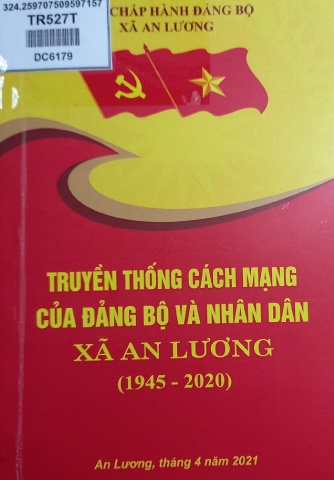 324.259707509597157
TR527T
DC6179
CHẤP HÀNH ĐẢNG BỘ
XÃ AN LƯƠNG
TRUYỀN THỐNG CÁCH MẠNG
CỦA ĐẢNG BỘ VÀ NHÂN DÂN
XÃ AN LƯƠNG
(1945 - 2020)
An Lương, tháng 4 năm 2021